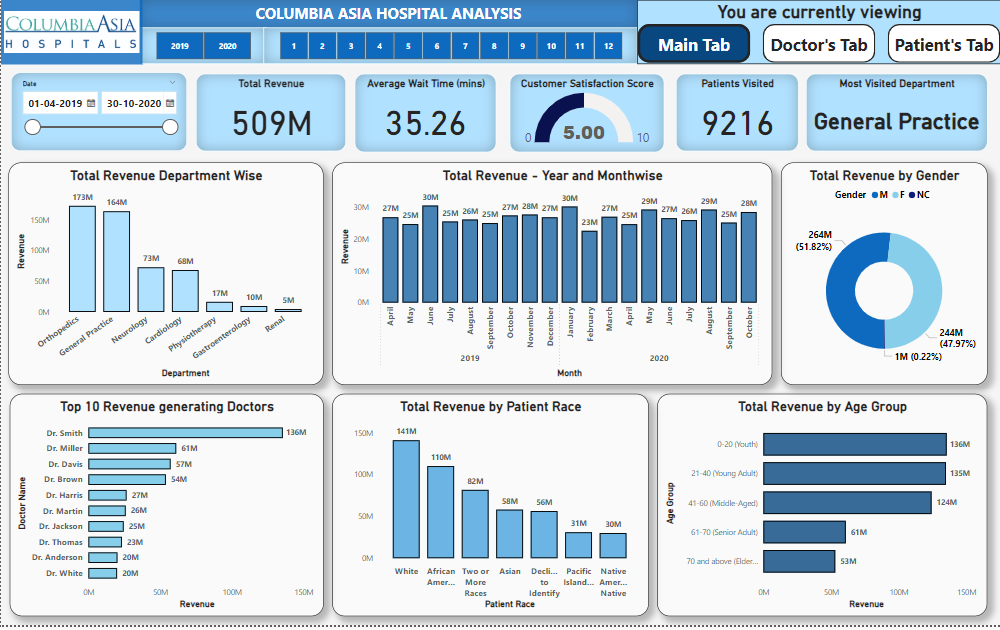 COLUMBIA ASIA
HOSPITALS
COLUMBIA ASIA HOSPITAL ANALYSIS
2019 2020
1 2 3 4 5 6 7 8 9 10 11 12
You are currently viewing
Main Tab Doctor's Tab Patient's Tab
Date
01-04-2019 30-10-2020
Total Revenue
509M
Average Wait Time (mins)
35.26
Customer Satisfaction Score
0 5.00 10
Patients Visited
9216
Most Visited Department
General Practice
Total Revenue Department Wise
Revenue
150M
100M
50M
0M
173M 164M 73M 68M 17M 10M 5M
Orthopedics General Practice Neurology Cardiology Physiotherapy Gastroenterology Renal
Department
Total Revenue - Year and Monthwise
Revenue
30M
20M
10M
0M
27M 25M 30M 25M 26M 25M 27M 28M 27M 30M 23M 27M 25M 29M 27M 26M 29M 25M 28M
April May June July August September October November December January February March April May June July August September October
2019 2020
Month
Total Revenue by Gender
Gender M F NC
264M
(51.82%)
244M
(47.97%)
1M (0.22%)
Top 10 Revenue generating Doctors
Doctor Name
Dr. Smith 136M
Dr. Miller 61M
Dr. Davis 57M
Dr. Brown 54M
Dr. Harris 27M
Dr. Martin 26M
Dr. Jackson 25M
Dr. Thomas 23M
Dr. Anderson 20M
Dr. White 20M
0M 50M 100M 150M
Revenue
Total Revenue by Patient Race
Revenue
150M
100M
50M
0M
141M 110M 82M 58M 56M 31M 30M
White African Two or Asian Decli... Pacific Native
Amer... More to Island... Amer...
Races Identify Native
Patient Race
Total Revenue by Age Group
Age Group
0-20 (Youth) 136M
21-40 (Young Adult) 135M
41-60 (Middle-Aged) 124M
61-70 (Senior Adult) 61M
70 and above (Elder... 53M
0M 50M 100M 150M
Revenue